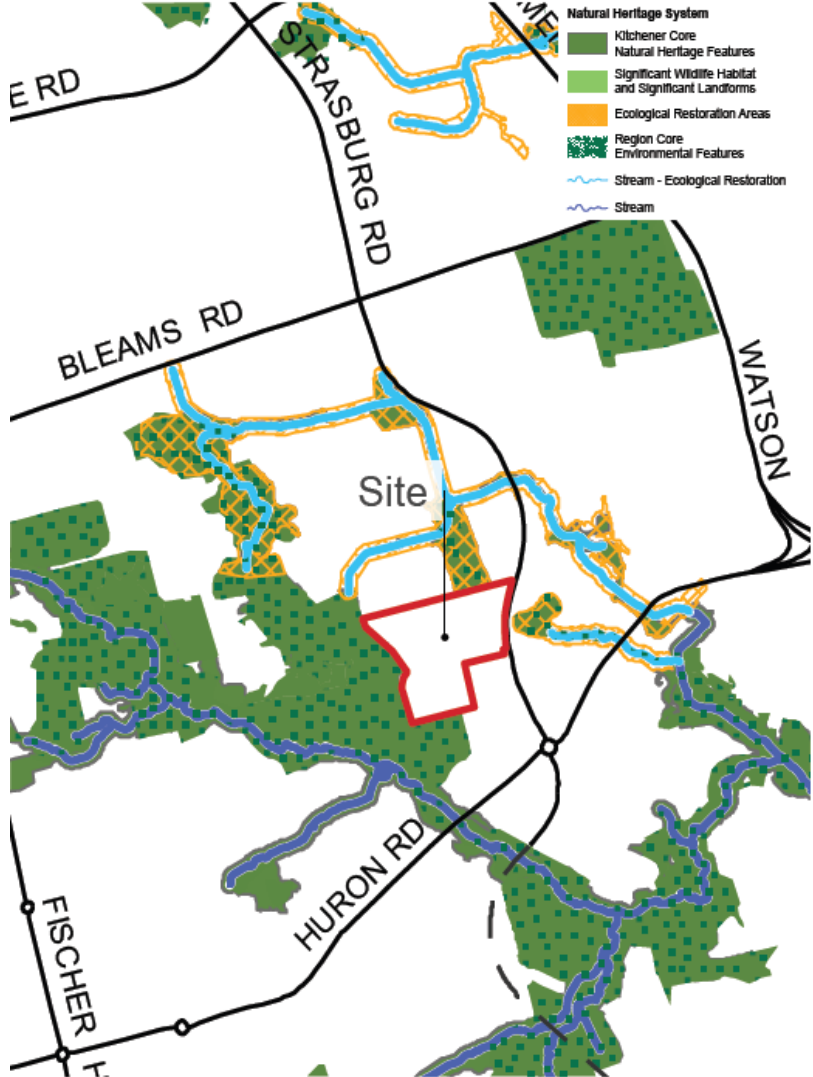 Natural Heritage System
Kitchener Core
Natural Heritage Features
Significant Wildlife Habitat
and Significant Landforms
Ecological Restoration Areas
Region Core
Environmental Features
Stream - Ecological Restoration
Stream
E RD
STRASBURG RD
BLEAMS RD
WATSON
Site
HURON RD
FISCHER